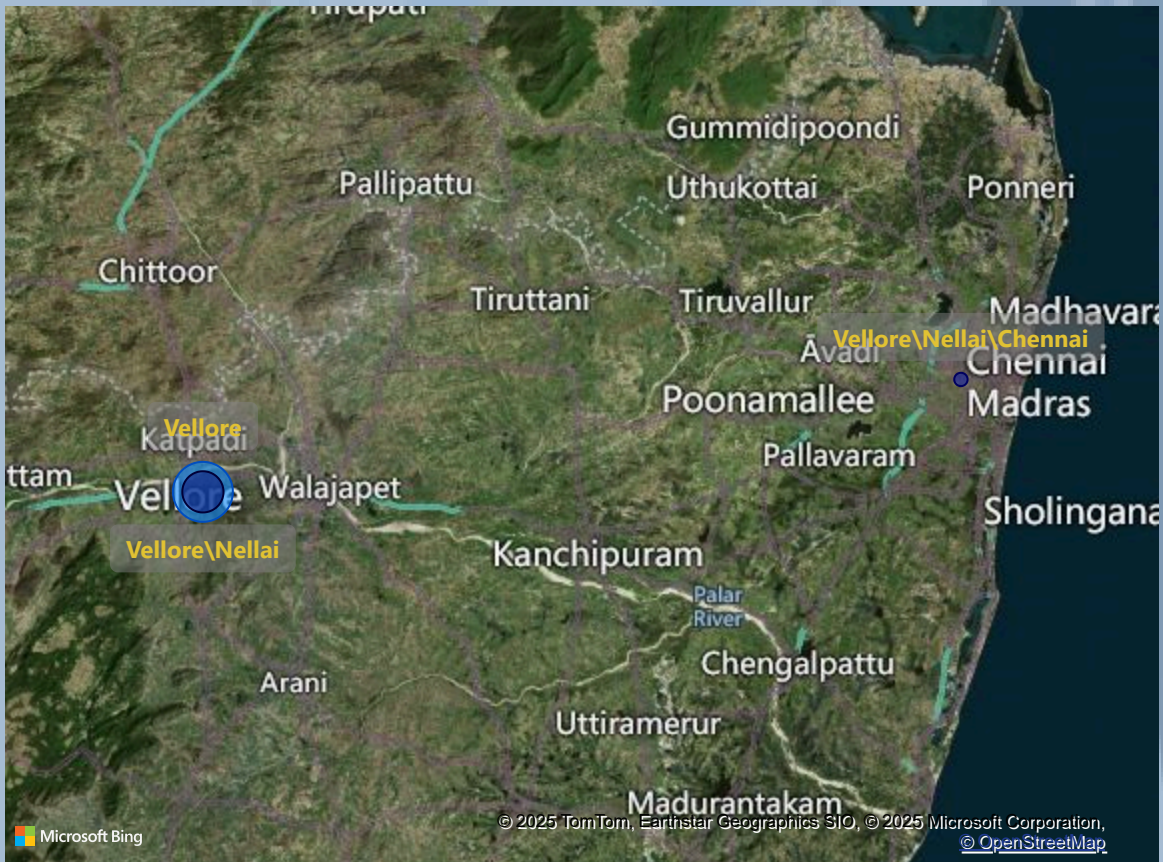 Tirupati
Gummidipoondi
Pallipattu
Uthukottai
Ponneri
Chittoor
Tiruttani
Tiruvallur
Madhavara
Vellore\Nellai\Chennai
Āvadi
Chennai
Poonamallee
Madras
Vellore
Katpadi
Pallavaram
ttam
Vellore
Walajapet
Sholingana
Vellore\Nellai
Kanchipuram
Palar
River
Chengalpattu
Arani
Uttiramerur
Madurantakam
© 2025 TomTom, Earthstar Geographics SIO, © 2025 Microsoft Corporation,
Microsoft Bing
© OpenStreetMap